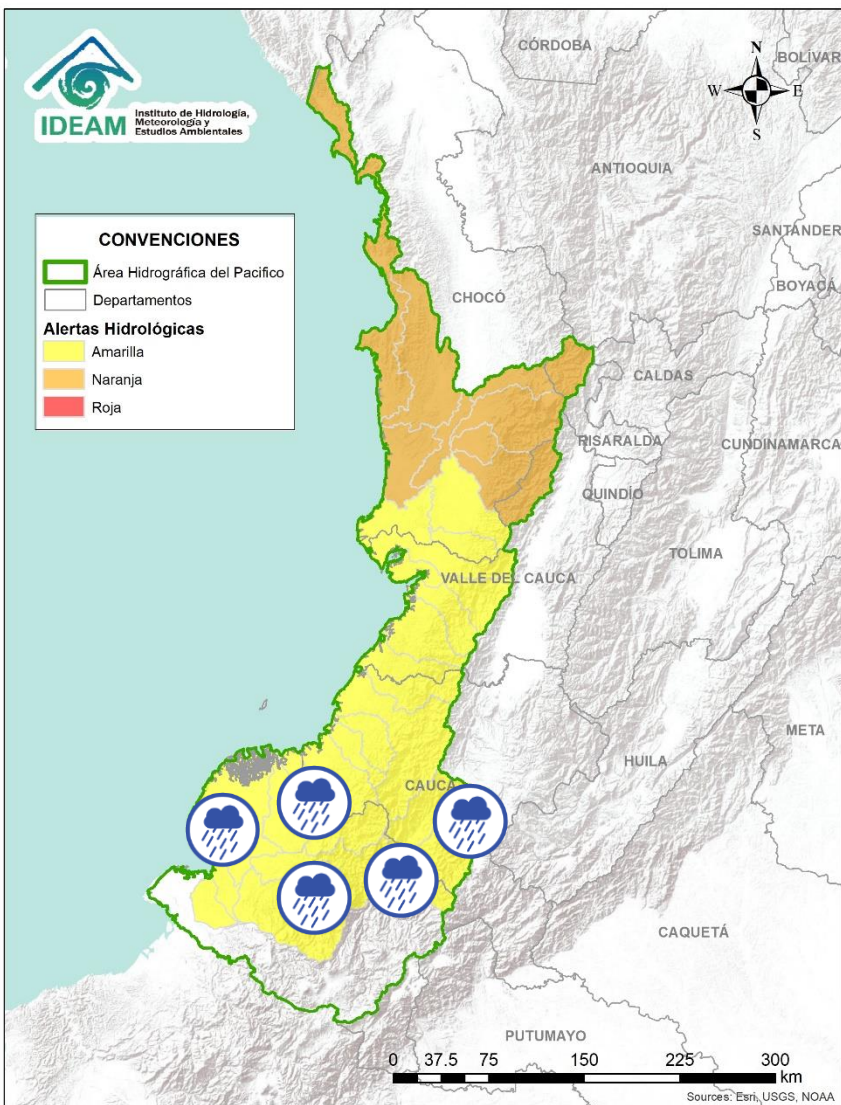 IDEAM
Instituto de Hidrología,
Meteorología y
Estudios Ambientales
CÓRDOBA
BOLÍVAR
N
W
E
S
ANTIOQUIA
SANTANDER
BOYACÁ
CONVENCIONES
Área Hidrográfica del Pacifico
Departamentos
Alertas Hidrológicas
Amarilla
Naranja
Roja
CHOCÓ
CALDAS
RISARALDA
CUNDINAMARCA
QUINDÍO
TOLIMA
VALLE DEL CAUCA
META
HUILA
CAUCA
CAQUETÁ
PUTUMAYO
0 37.5 75 150 225 300
km
Sources: Esri, USGS, NOAA